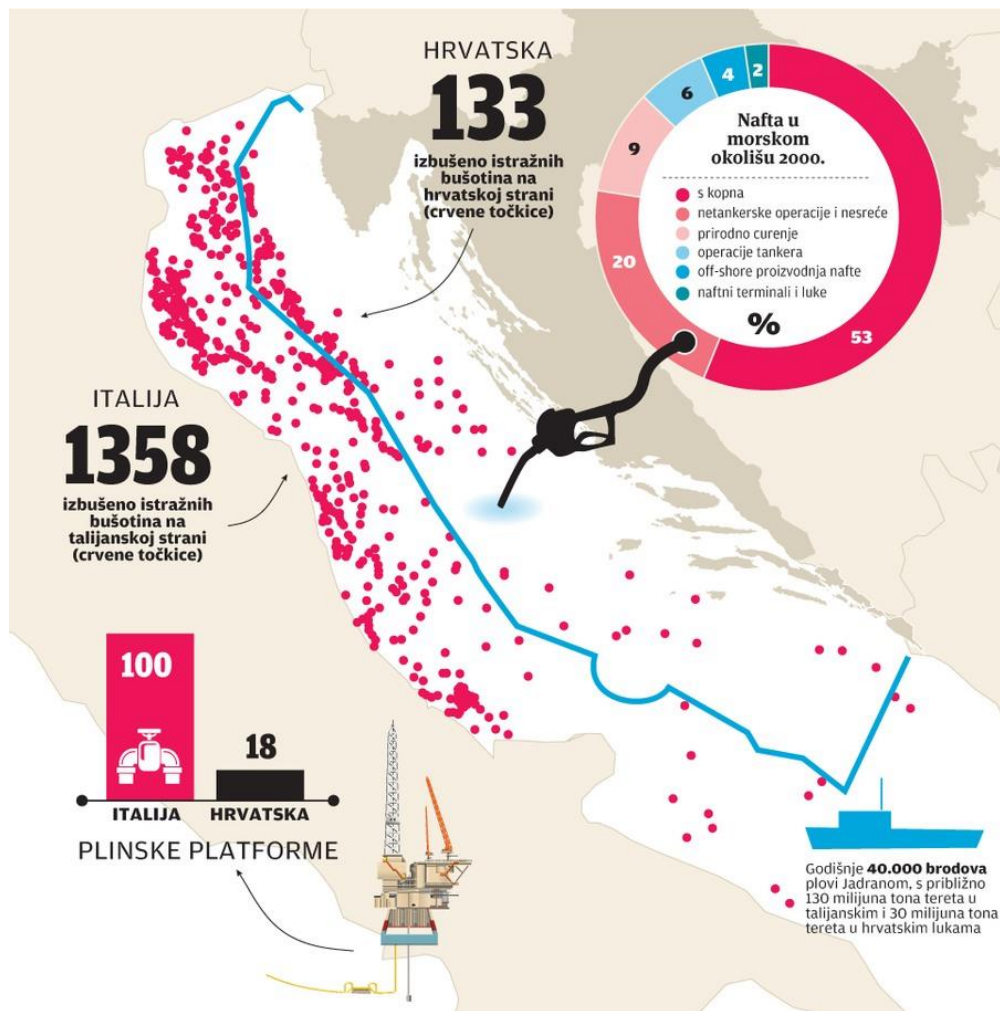 HRVATSKA
133
izbušeno istražnih
bušotina na
hrvatskoj strani
(crvene točkice)
6
4
2
9
20
53
Nafta u
morskom
okolišu 2000.
s kopna
netankerske operacije i nesreće
prirodno curenje
operacije tankera
off-shore proizvodnja nafte
naftni terminali i luke
%
ITALIJA
1358
izbušeno istražnih
bušotina na
talijanskoj strani
(crvene točkice)
100
18
ITALIJA
HRVATSKA
PLINSKE PLATFORME
Godišnje 40.000 brodova
plovi Jadranom, s približno
130 milijuna tona tereta u
talijanskim i 30 milijuna tona
tereta u hrvatskim lukama